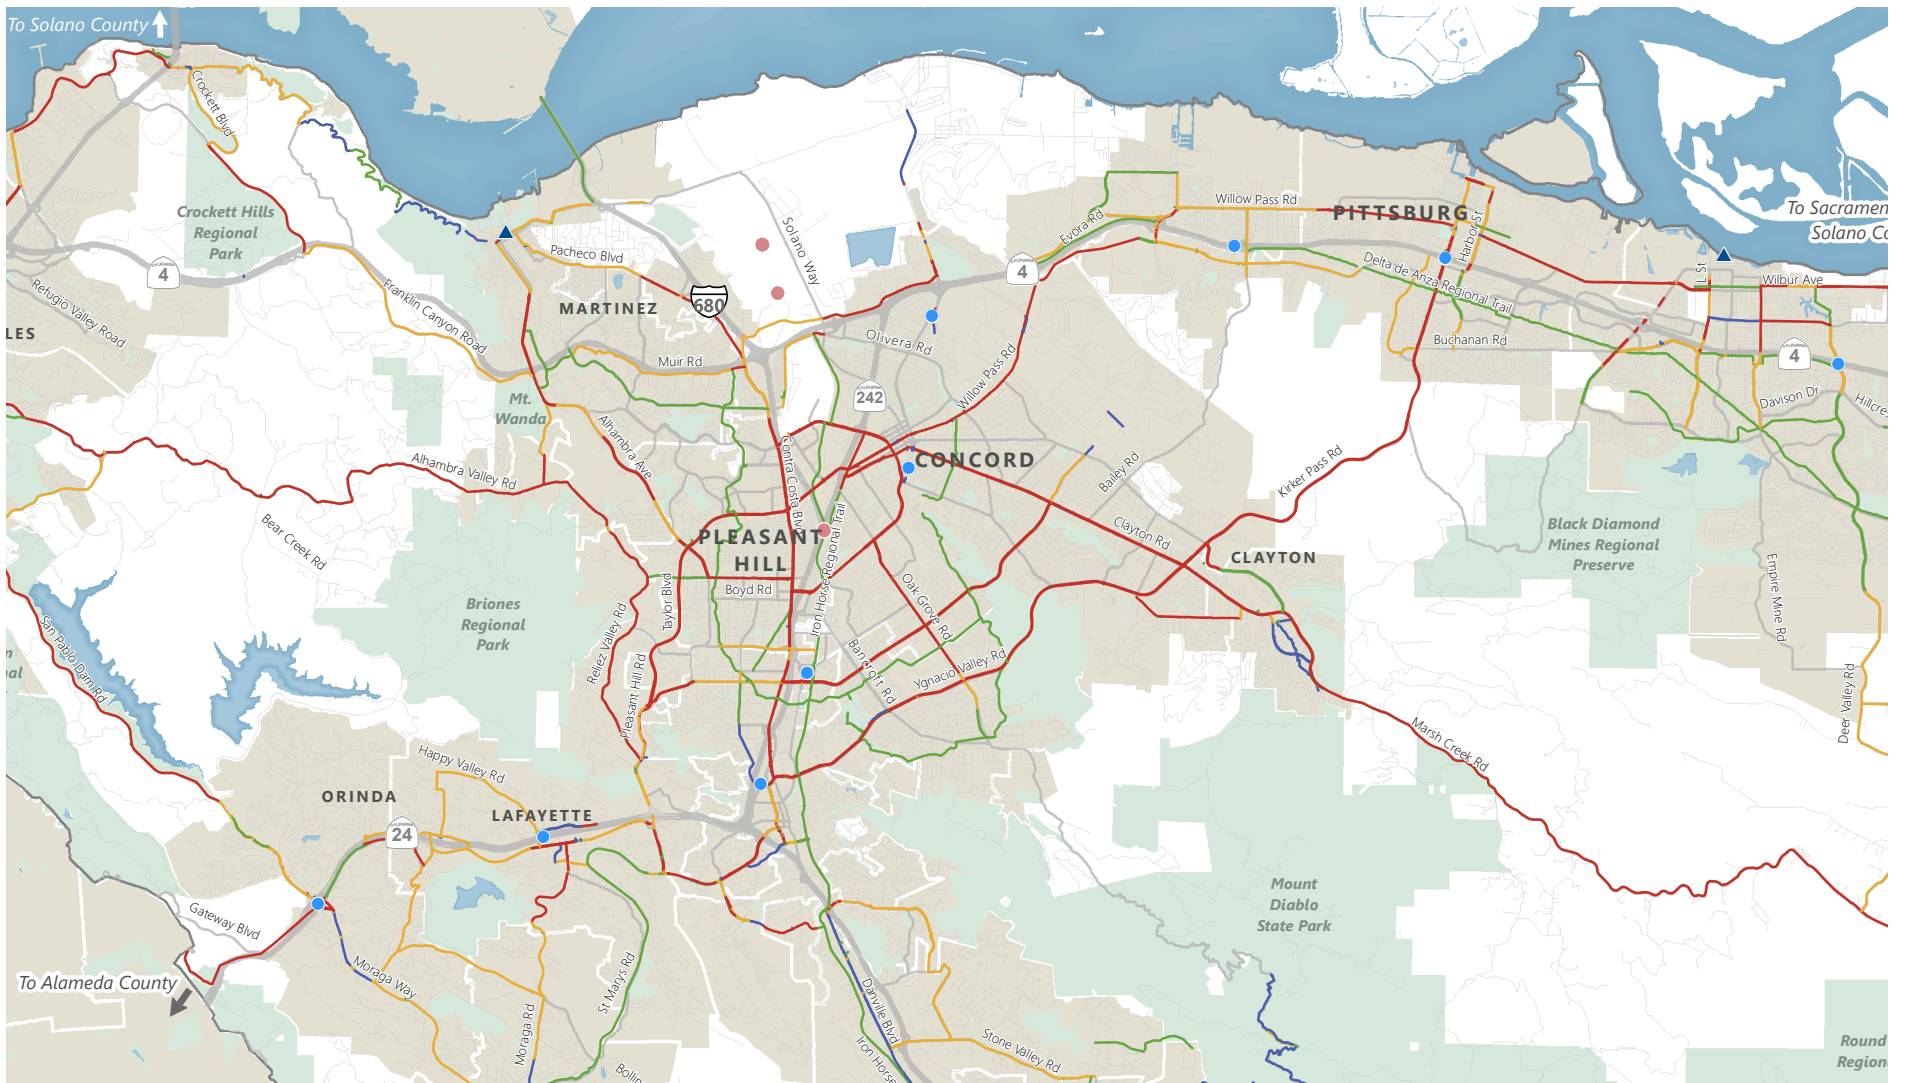 To Solano County
Crockett Blvd
Crockett Hills
Regional
Park
CALIFORNIA
4
Refugio Valley Road
LES
Franklin Canyon Road
Pacheco Blvd
MARTINEZ
680
Solano Way
Muir Rd
Mt.
Wanda
Alhambra Ave
Alhambra Valley Rd
Bear Creek Rd
Olivera Rd
CALIFORNIA
242
Willow Pass Rd
Evora Rd
CALIFORNIA
4
Willow Pass Rd
PITTSBURG
Harbor St
Delta de Anza Regional Trail
Buchanan Rd
To Sacramen
Solano Co
L St
Wilbur Ave
CALIFORNIA
4
Davison Dr
Hillcre
CONCORD
Contra Costa Blvd
Bailey Rd
Kirker Pass Rd
Clayton Rd
CLAYTON
Black Diamond
Mines Regional
Preserve
Empire Mine Rd
Deer Valley Rd
PLEASANT
HILL
Boyd Rd
Taylor Blvd
Iron Horse Regional Trail
Oak Grove Rd
Bancroft Rd
Ygnacio Valley Rd
Briones
Regional
Park
Reliez Valley Rd
Pleasant Hill Rd
San Pablo Dam Rd
n
al
Happy Valley Rd
ORINDA
LAFAYETTE
CALIFORNIA
24
Marsh Creek Rd
Mount
Diablo
State Park
Gateway Blvd
To Alameda County
Moraga Way
Moraga Rd
St Marys Rd
Bollin
Danville Blvd
Iron Horse
Stone Valley Rd
Round
Region